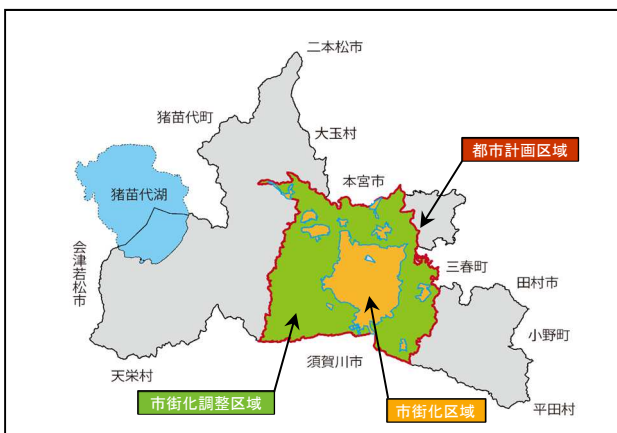 二本松市
猪苗代町
大玉村
都市計画区域
本宮市
猪苗代湖
会津若松市
三春町
田村市
小野町
須賀川市
天栄村
市街化調整区域
市街化区域
平田村